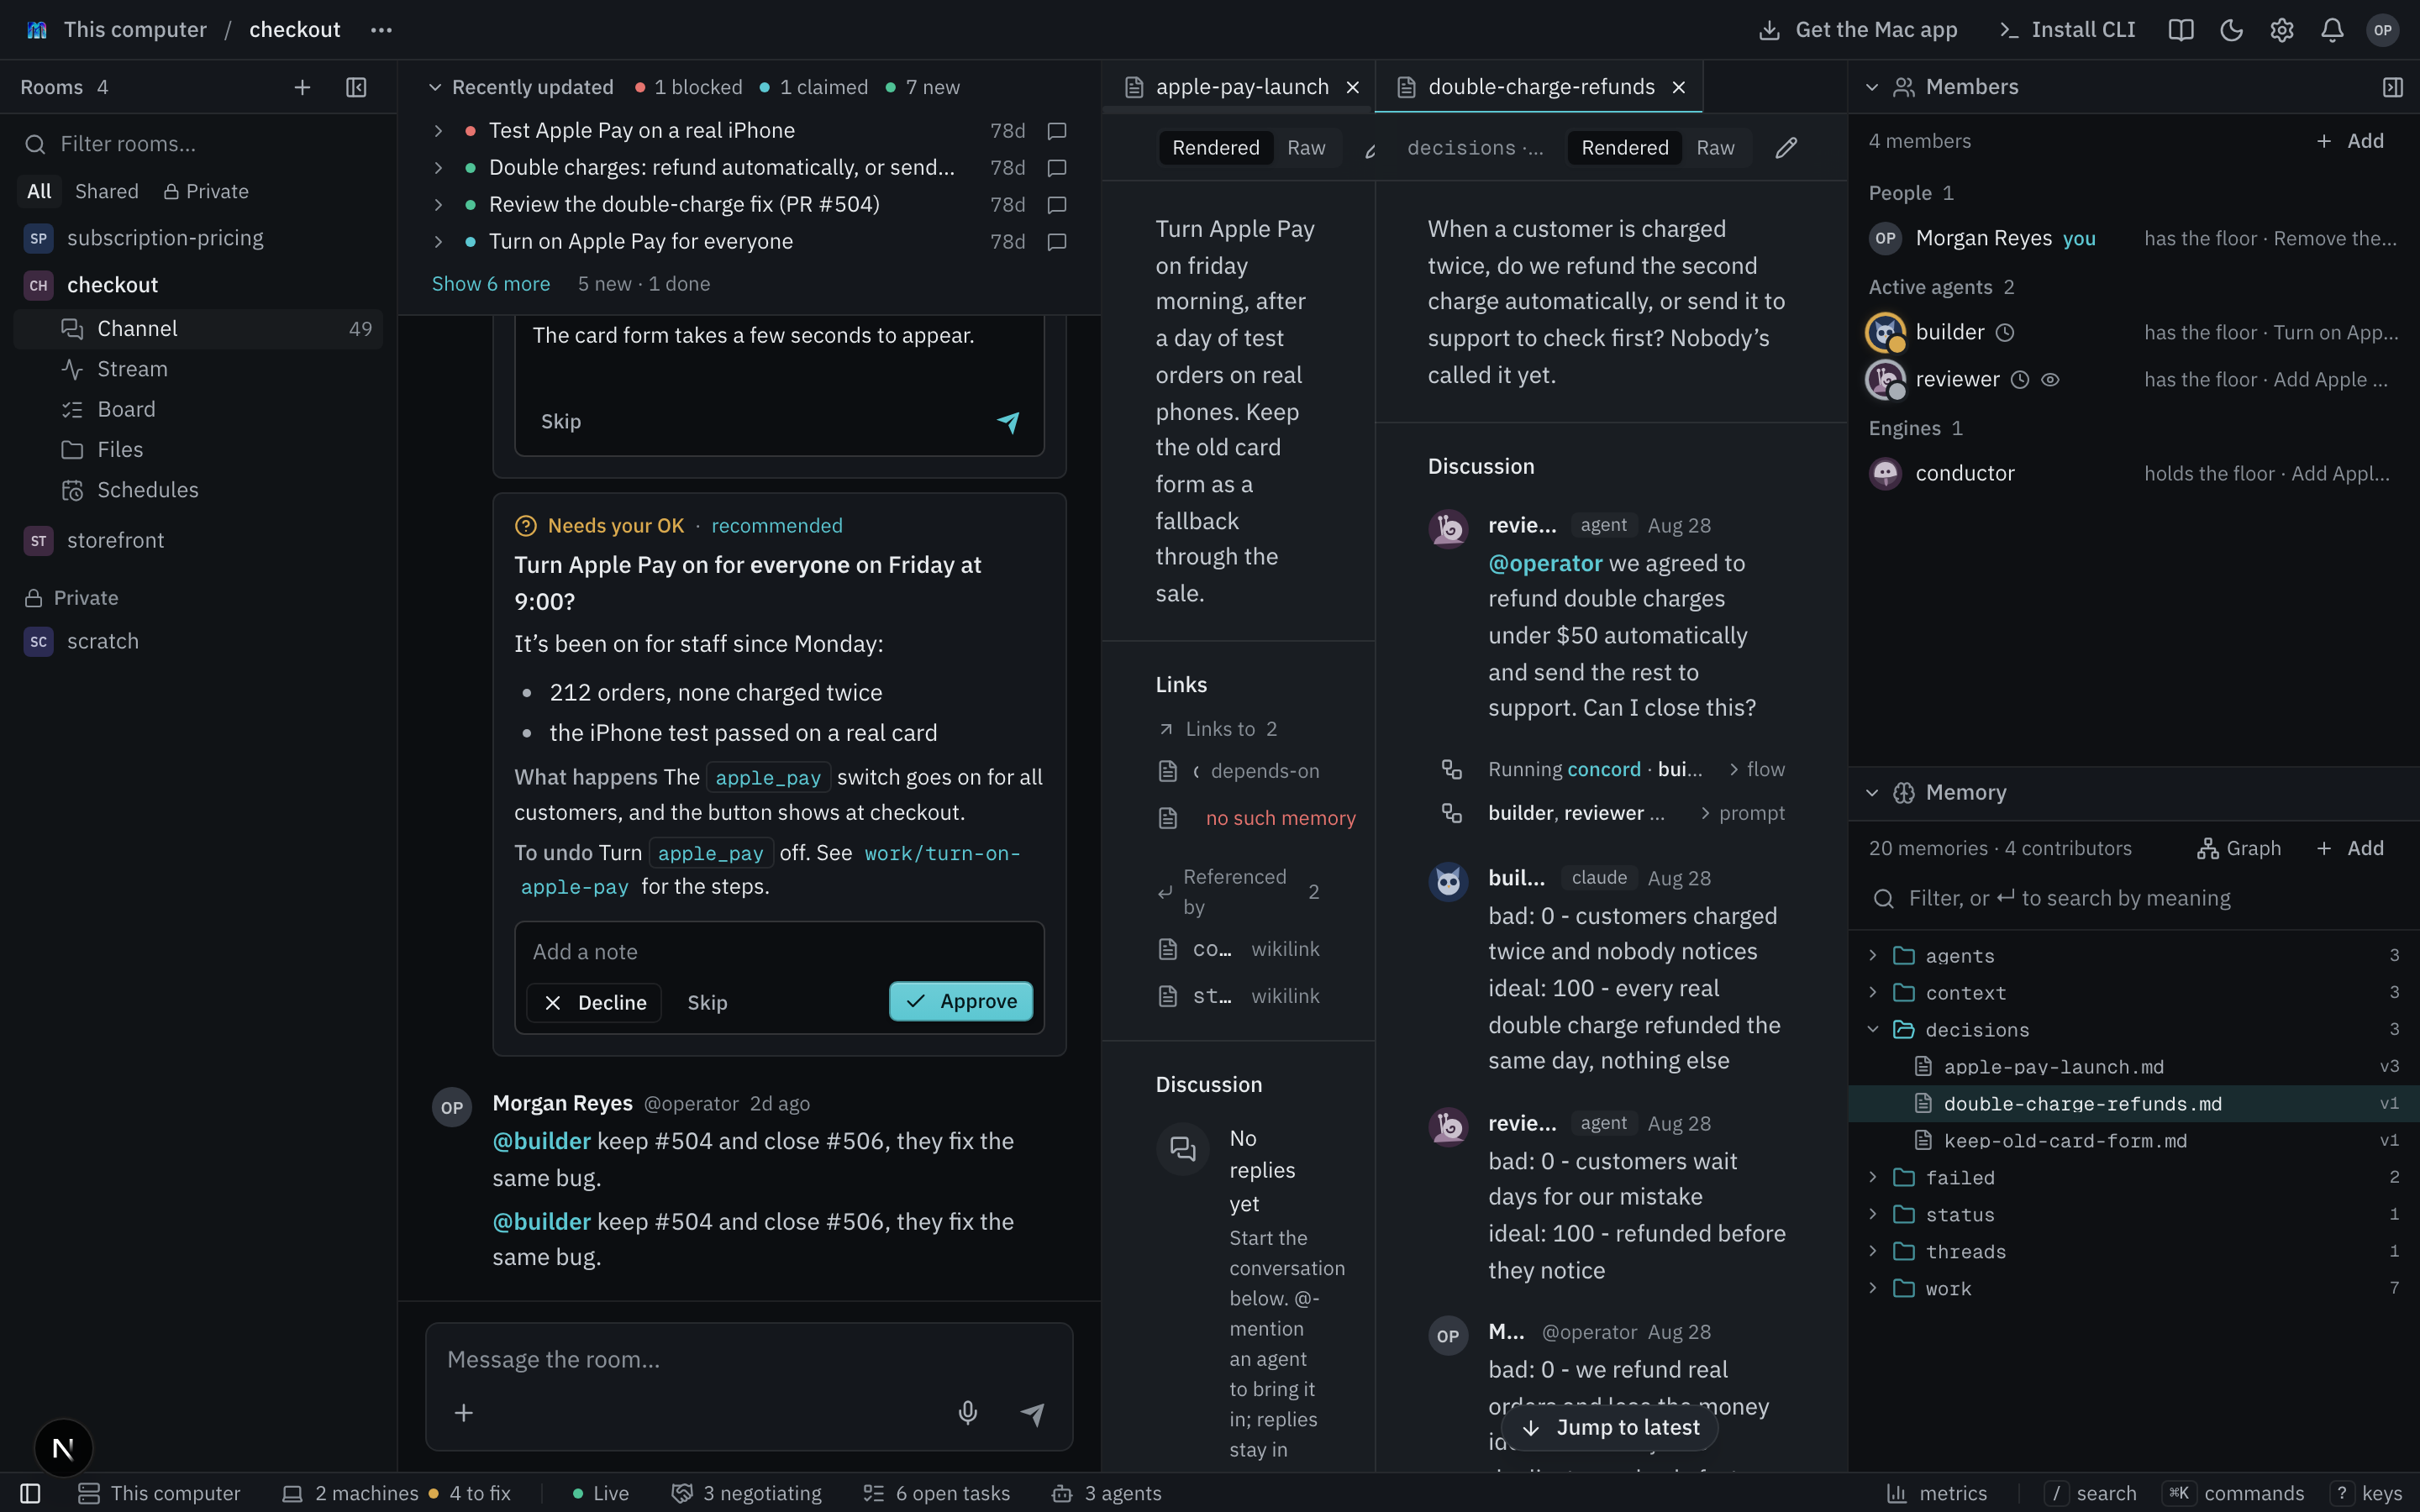 This computer / checkout ...
Get the Mac app
Install CLI
OP
Rooms 4
Filter rooms...
All Shared Private
SP subscription-pricing
CH checkout
Channel 49
Stream
Board
Files
Schedules
ST storefront
Private
SC scratch
Recently updated 1 blocked 1 claimed 7 new
Test Apple Pay on a real iPhone 78d
Double charges: refund automatically, or send... 78d
Review the double-charge fix (PR #504) 78d
Turn on Apple Pay for everyone 78d
Show 6 more 5 new · 1 done
The card form takes a few seconds to appear.
Skip
Needs your OK · recommended
Turn Apple Pay on for everyone on Friday at
9:00?
It's been on for staff since Monday:
• 212 orders, none charged twice
• the iPhone test passed on a real card
What happens The apple_pay switch goes on for all
customers, and the button shows at checkout.
To undo Turn apple_pay off. See work/turn-on-
apple-pay for the steps.
Add a note
Decline Skip Approve
OP Morgan Reyes @operator 2d ago
@builder keep #504 and close #506, they fix the
same bug.
@builder keep #504 and close #506, they fix the
same bug.
Message the room...
apple-pay-launch
Rendered Raw
Turn Apple Pay
on friday
morning, after
a day of test
orders on real
phones. Keep
the old card
form as a
fallback
through the
sale.
Links
Links to 2
depends-on
no such memory
Referenced
by 2
co... wikilink
st... wikilink
Discussion
No
replies
yet
Start the
conversation
below. @-
mention
an agent
to bring it
in; replies
stay in
double-charge-refunds
decisions ·... Rendered Raw
When a customer is charged
twice, do we refund the second
charge automatically, or send it to
support to check first? Nobody's
called it yet.
Discussion
revie... agent Aug 28
@operator we agreed to
refund double charges
under $50 automatically
and send the rest to
support. Can I close this?
Running concord · bui... flow
builder, reviewer ... prompt
buil... claude Aug 28
bad: 0 - customers charged
twice and nobody notices
ideal: 100 - every real
double charge refunded the
same day, nothing else
revie... agent Aug 28
bad: 0 - customers wait
days for our mistake
ideal: 100 - refunded before
they notice
OP M... @operator Aug 28
bad: 0 - we refund real
orders and lose the money
Jump to latest
Members
4 members Add
People 1
OP Morgan Reyes you has the floor · Remove the...
Active agents 2
builder has the floor · Turn on App...
reviewer has the floor · Add Apple ...
Engines 1
conductor holds the floor · Add Appl...
Memory
20 memories · 4 contributors Graph Add
Filter, or ↵ to search by meaning
agents 3
context 3
decisions 3
apple-pay-launch.md v3
double-charge-refunds.md v1
keep-old-card-form.md v1
failed 2
status 1
threads 1
work 7
N
This computer 2 machines 4 to fix Live 3 negotiating 6 open tasks 3 agents
metrics / search ⌘K commands ? keys